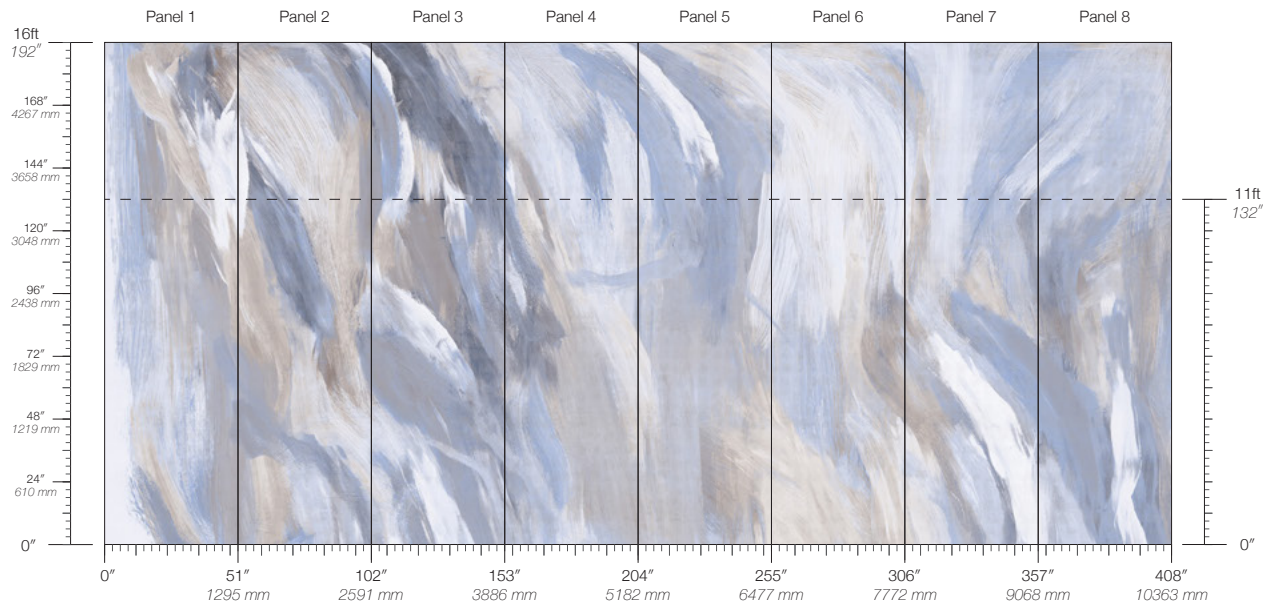 Panel 1 Panel 2 Panel 3 Panel 4 Panel 5 Panel 6 Panel 7 Panel 8
16ft
192″
168″
4267 mm
144″
3658 mm
120″
3048 mm
96″
2438 mm
72″
1829 mm
48″
1219 mm
24″
610 mm
0″
11ft
132″
0″
0″ 51″ 102″ 153″ 204″ 255″ 306″ 357″ 408″
1295 mm 2591 mm 3886 mm 5182 mm 6477 mm 7772 mm 9068 mm 10363 mm